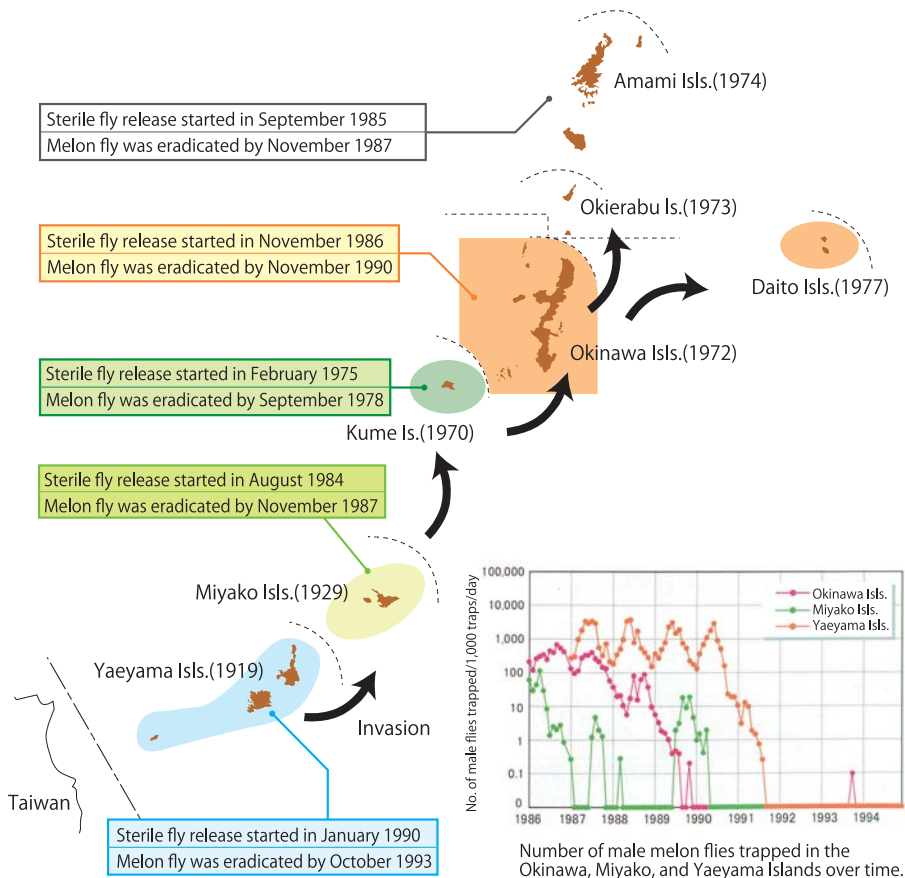 Amami Isls.(1974)
Sterile fly release started in September 1985
Melon fly was eradicated by November 1987
Okierabu Is.(1973)
Sterile fly release started in November 1986
Melon fly was eradicated by November 1990
Daito Isls.(1977)
Okinawa Isls.(1972)
Sterile fly release started in February 1975
Melon fly was eradicated by September 1978
Kume Is.(1970)
Sterile fly release started in August 1984
Melon fly was eradicated by November 1987
Miyako Isls.(1929)
Yaeyama Isls.(1919)
Invasion
Taiwan
Sterile fly release started in January 1990
Melon fly was eradicated by October 1993
No. of male flies trapped/1,000 traps/day
100,000
10,000
1,000
100
10
1
0.1
0
Okinawa Isls.
Miyako Isls.
Yaeyama Isls.
1986 1987 1988 1989 1990 1991 1992 1993 1994
Number of male melon flies trapped in the
Okinawa, Miyako, and Yaeyama Islands over time.